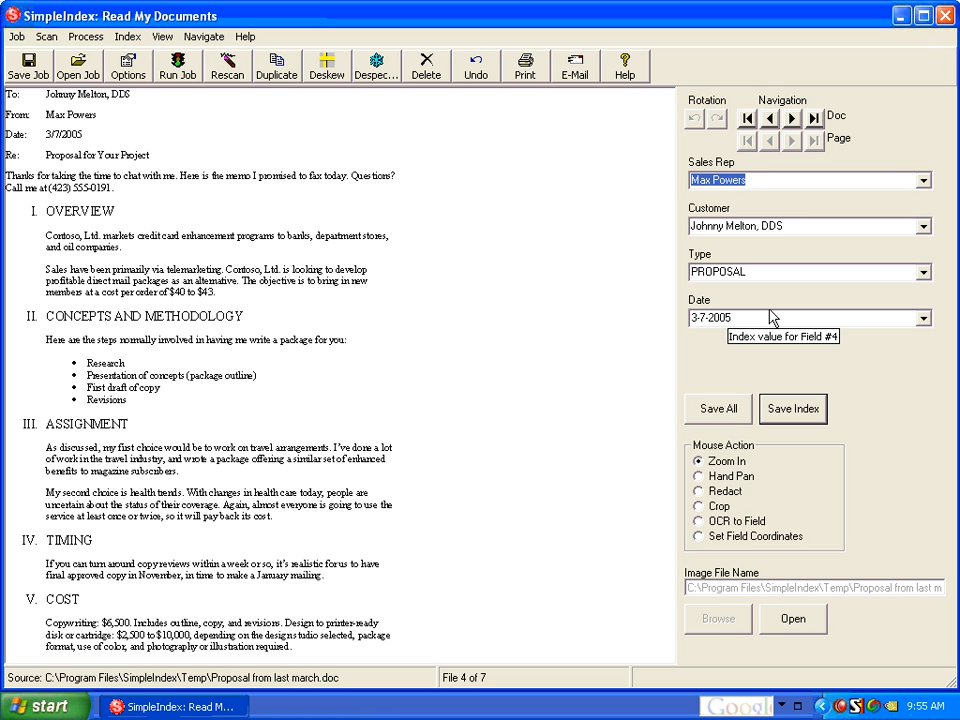 SimpleIndex: Read My Documents
Job Scan Process Index View Navigate Help
Save Job Open Job Options Run Job Rescan Duplicate Deskew Despec... Delete Undo Print E-Mail Help
To: Johnny Melton, DDS
From: Max Powers
Date: 3/7/2005
Re: Proposal for Your Project
Thanks for taking the time to chat with me. Here is the memo I promised to fax today. Questions?
Call me at (423) 555-0191.
I. OVERVIEW
Contoso, Ltd. markets credit card enhancement programs to banks, department stores,
and oil companies.
Sales have been primarily via telemarketing. Contoso, Ltd. is looking to develop
profitable direct mail packages as an alternative. The objective is to bring in new
members at a cost per order of $40 to $43.
II. CONCEPTS AND METHODOLOGY
Here are the steps normally involved in having me write a package for you:
• Research
• Presentation of concepts (package outline)
• First draft of copy
• Revisions
III. ASSIGNMENT
As discussed, my first choice would be to work on travel arrangements. I've done a lot
of work in the travel industry, and wrote a package offering a similar set of enhanced
benefits to magazine subscribers.
My second choice is health trends. With changes in health care today, people are
uncertain about the status of their coverage. Again, almost everyone is going to use the
service at least once or twice, so it will pay back its cost.
IV. TIMING
If you can turn around copy reviews within a week or so, it's realistic for us to have
final approved copy in November, in time to make a January mailing.
V. COST
Copywriting: $6,500. Includes outline, copy, and revisions. Design to printer-ready
disk or cartridge: $2,500 to $10,000, depending on the design studio selected, package
format, use of color, and photography or illustration required.
Rotation Navigation
Doc
Page
Sales Rep
Max Powers
Customer
Johnny Melton, DDS
Type
PROPOSAL
Date
3-7-2005
Index value for Field #4
Save All Save Index
Mouse Action
Zoom In
Hand Pan
Redact
Crop
OCR to Field
Set Field Coordinates
Image File Name
C:\Program Files\SimpleIndex\Temp\Proposal from last m
Browse Open
Source: C:\Program Files\SimpleIndex\Temp\Proposal from last march.doc File 4 of 7
start SimpleIndex: Read M... Google 9:55 AM